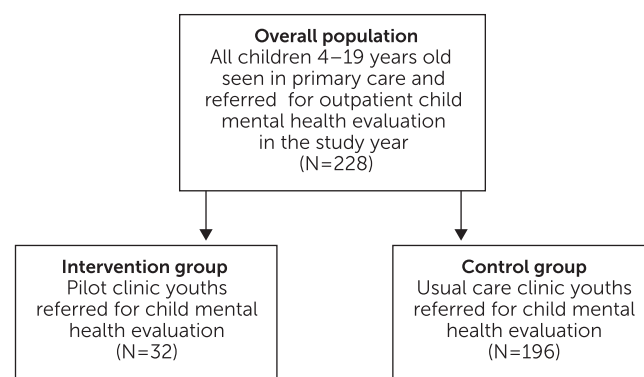 Overall population
All children 4–19 years old
seen in primary care and
referred for outpatient child
mental health evaluation
in the study year
(N=228)
Intervention group
Pilot clinic youths
referred for child mental
health evaluation
(N=32)
Control group
Usual care clinic youths
referred for child mental
health evaluation
(N=196)